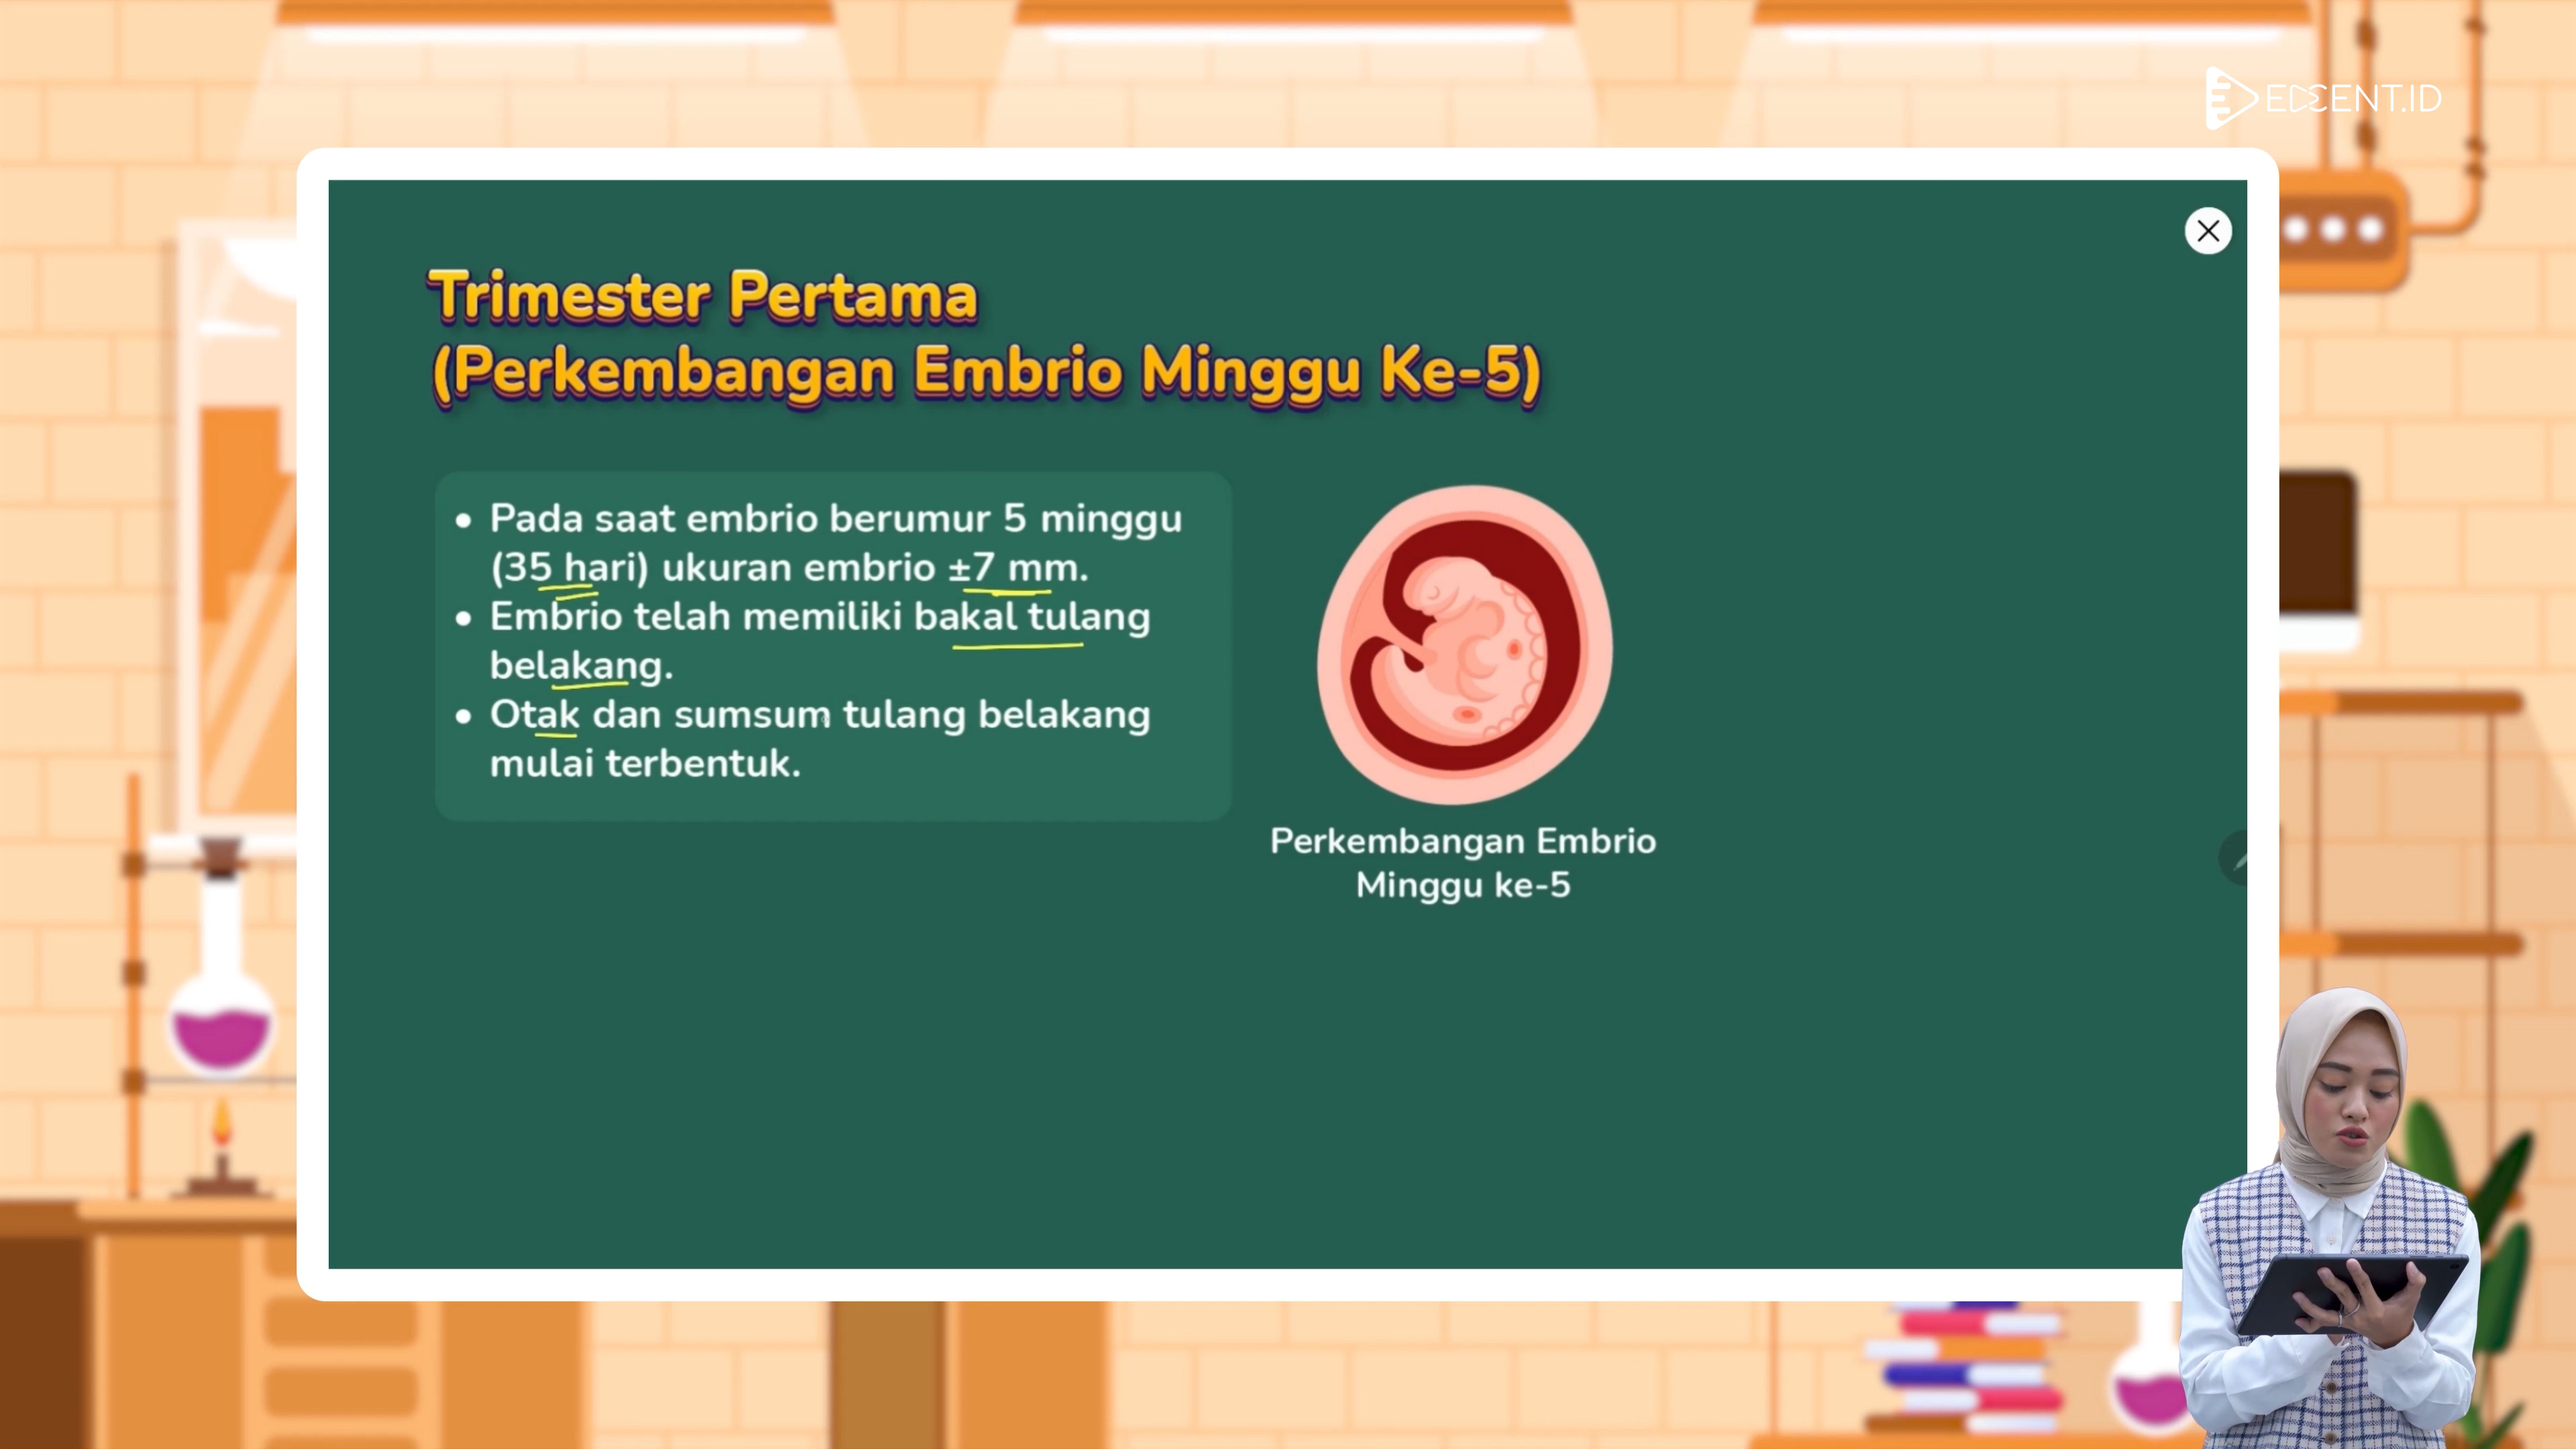 EDCENT.ID
Trimester Pertama
(Perkembangan Embrio Minggu Ke-5)
• Pada saat embrio berumur 5 minggu
(35 hari) ukuran embrio ±7 mm.
• Embrio telah memiliki bakal tulang
belakang.
• Otak dan sumsum tulang belakang
mulai terbentuk.
Perkembangan Embrio
Minggu ke-5